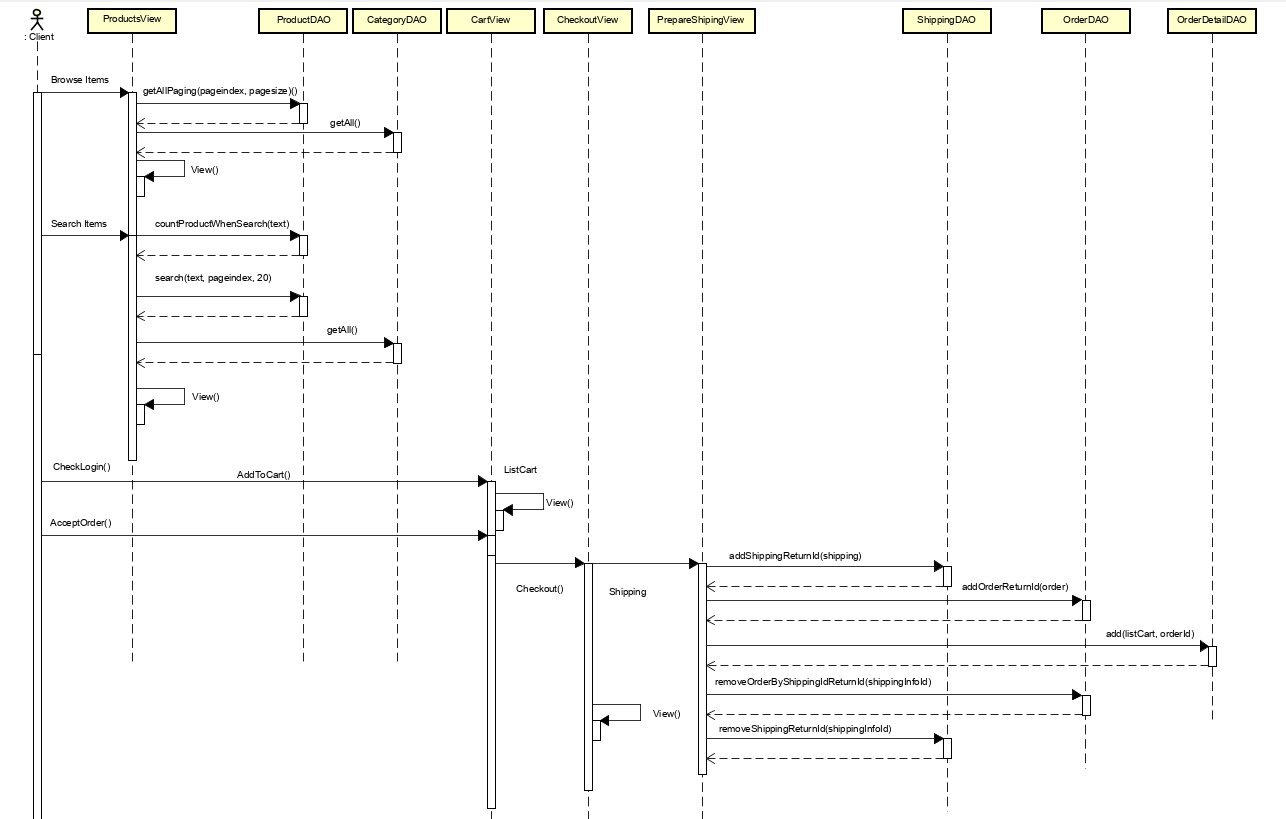 ProductsView
ProductDAO
CategoryDAO
CartView
CheckoutView
PrepareShipingView
ShippingDAO
OrderDAO
OrderDetailDAO
: Client
Browse Items
getAllPaging(pageindex, pagesize)()
getAll()
View()
Search Items
countProductWhenSearch(text)
search(text, pageindex, 20)
getAll()
View()
CheckLogin()
AddToCart()
ListCart
View()
AcceptOrder()
addShippingReturnId(shipping)
Checkout()
Shipping
addOrderReturnId(order)
add(listCart, orderId)
removeOrderByShippingIdReturnId(shippingInfoId)
View()
removeShippingReturnId(shippingInfoId)